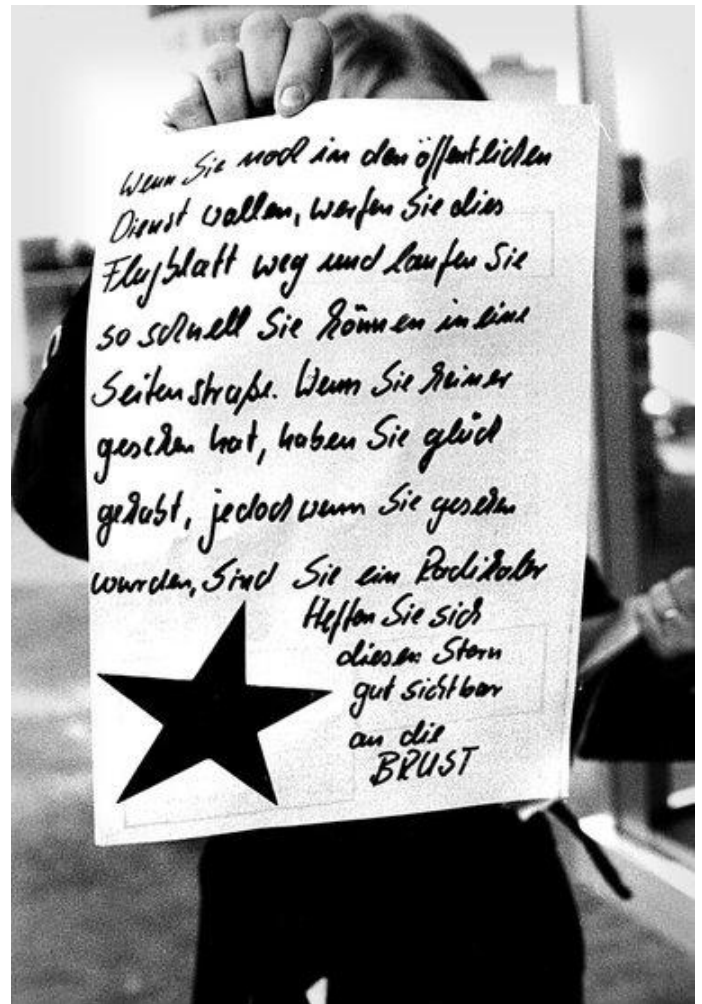 Wenn Sie noch in den öffentlichen
Dienst wollen, werfen Sie dies
Flugblatt weg und laufen Sie
so schnell Sie können in eine
Seitenstraße. Wenn Sie keiner
gesehen hat, haben Sie glück
gehabt, jedoch wenn Sie gesehen
wurden, sind Sie ein Radikaler
Heften Sie sich
diesen Stern
gut sichtbar
an die
BRUST